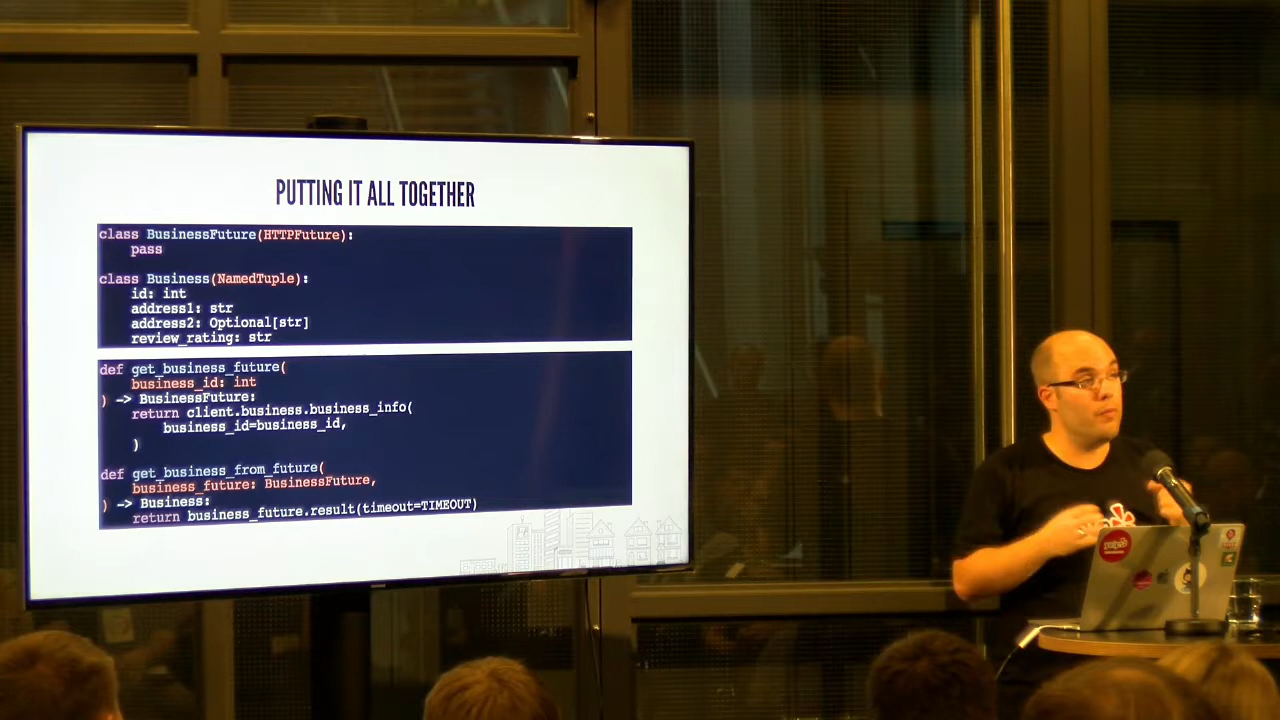 PUTTING IT ALL TOGETHER
class BusinessFuture(HTTPFuture):
    pass
class Business(NamedTuple):
    id: int
    address1: str
    address2: Optional[str]
    review_rating: str
def get_business_future(
    business_id: int
) -> BusinessFuture:
    return client.business.business_info(
        business_id=business_id,
    )
def get_business_from_future(
    business_future: BusinessFuture,
) -> Business:
    return business_future.result(timeout=TIMEOUT)